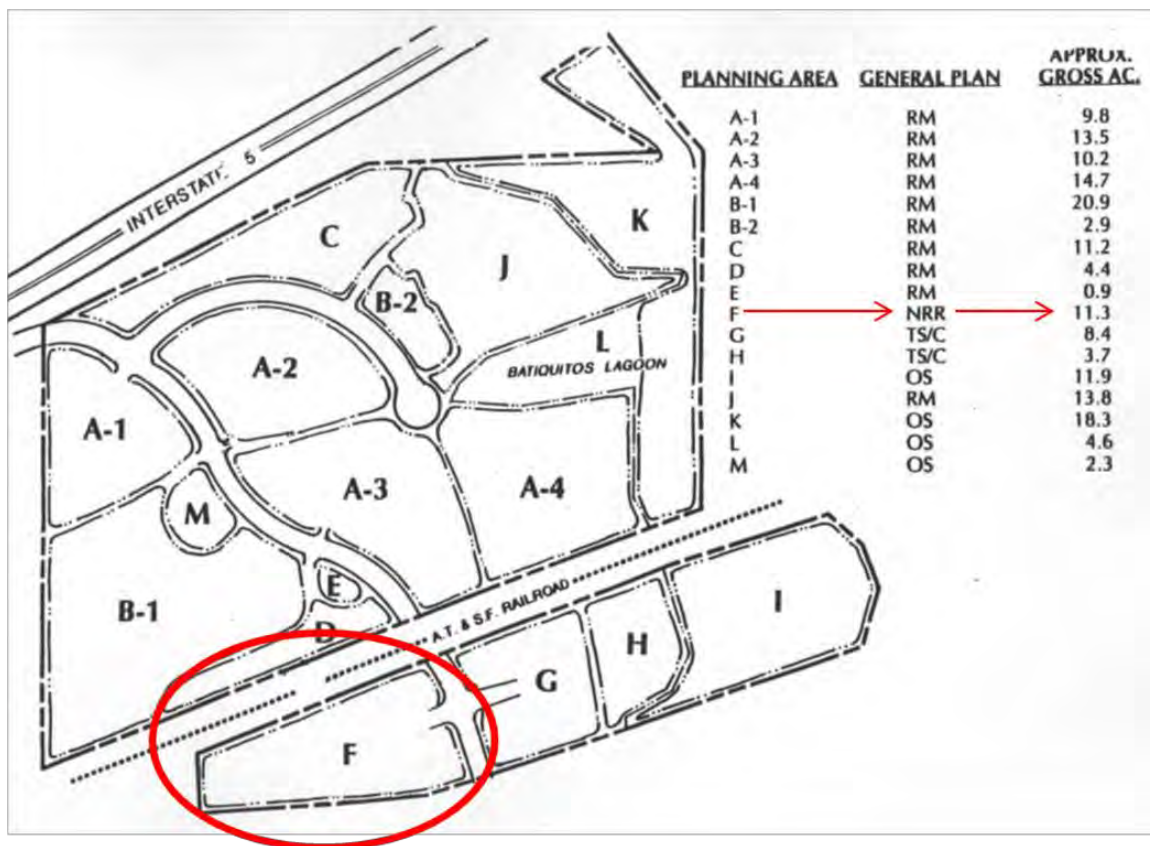 APPROX.
PLANNING AREA GENERAL PLAN GROSS AC.
A-1 RM 9.8
A-2 RM 13.5
A-3 RM 10.2
A-4 RM 14.7
B-1 RM 20.9
B-2 RM 2.9
C RM 11.2
D RM 4.4
E RM 0.9
F NRR 11.3
G TS/C 8.4
H TS/C 3.7
I OS 11.9
J RM 13.8
K OS 18.3
L OS 4.6
M OS 2.3
INTERSTATE 5
C
K
J
B-2
L
BATIQUITOS LAGOON
A-2
A-1
A-3
A-4
M
E
B-1
D
A.T. & S.F. RAILROAD
I
H
G
F